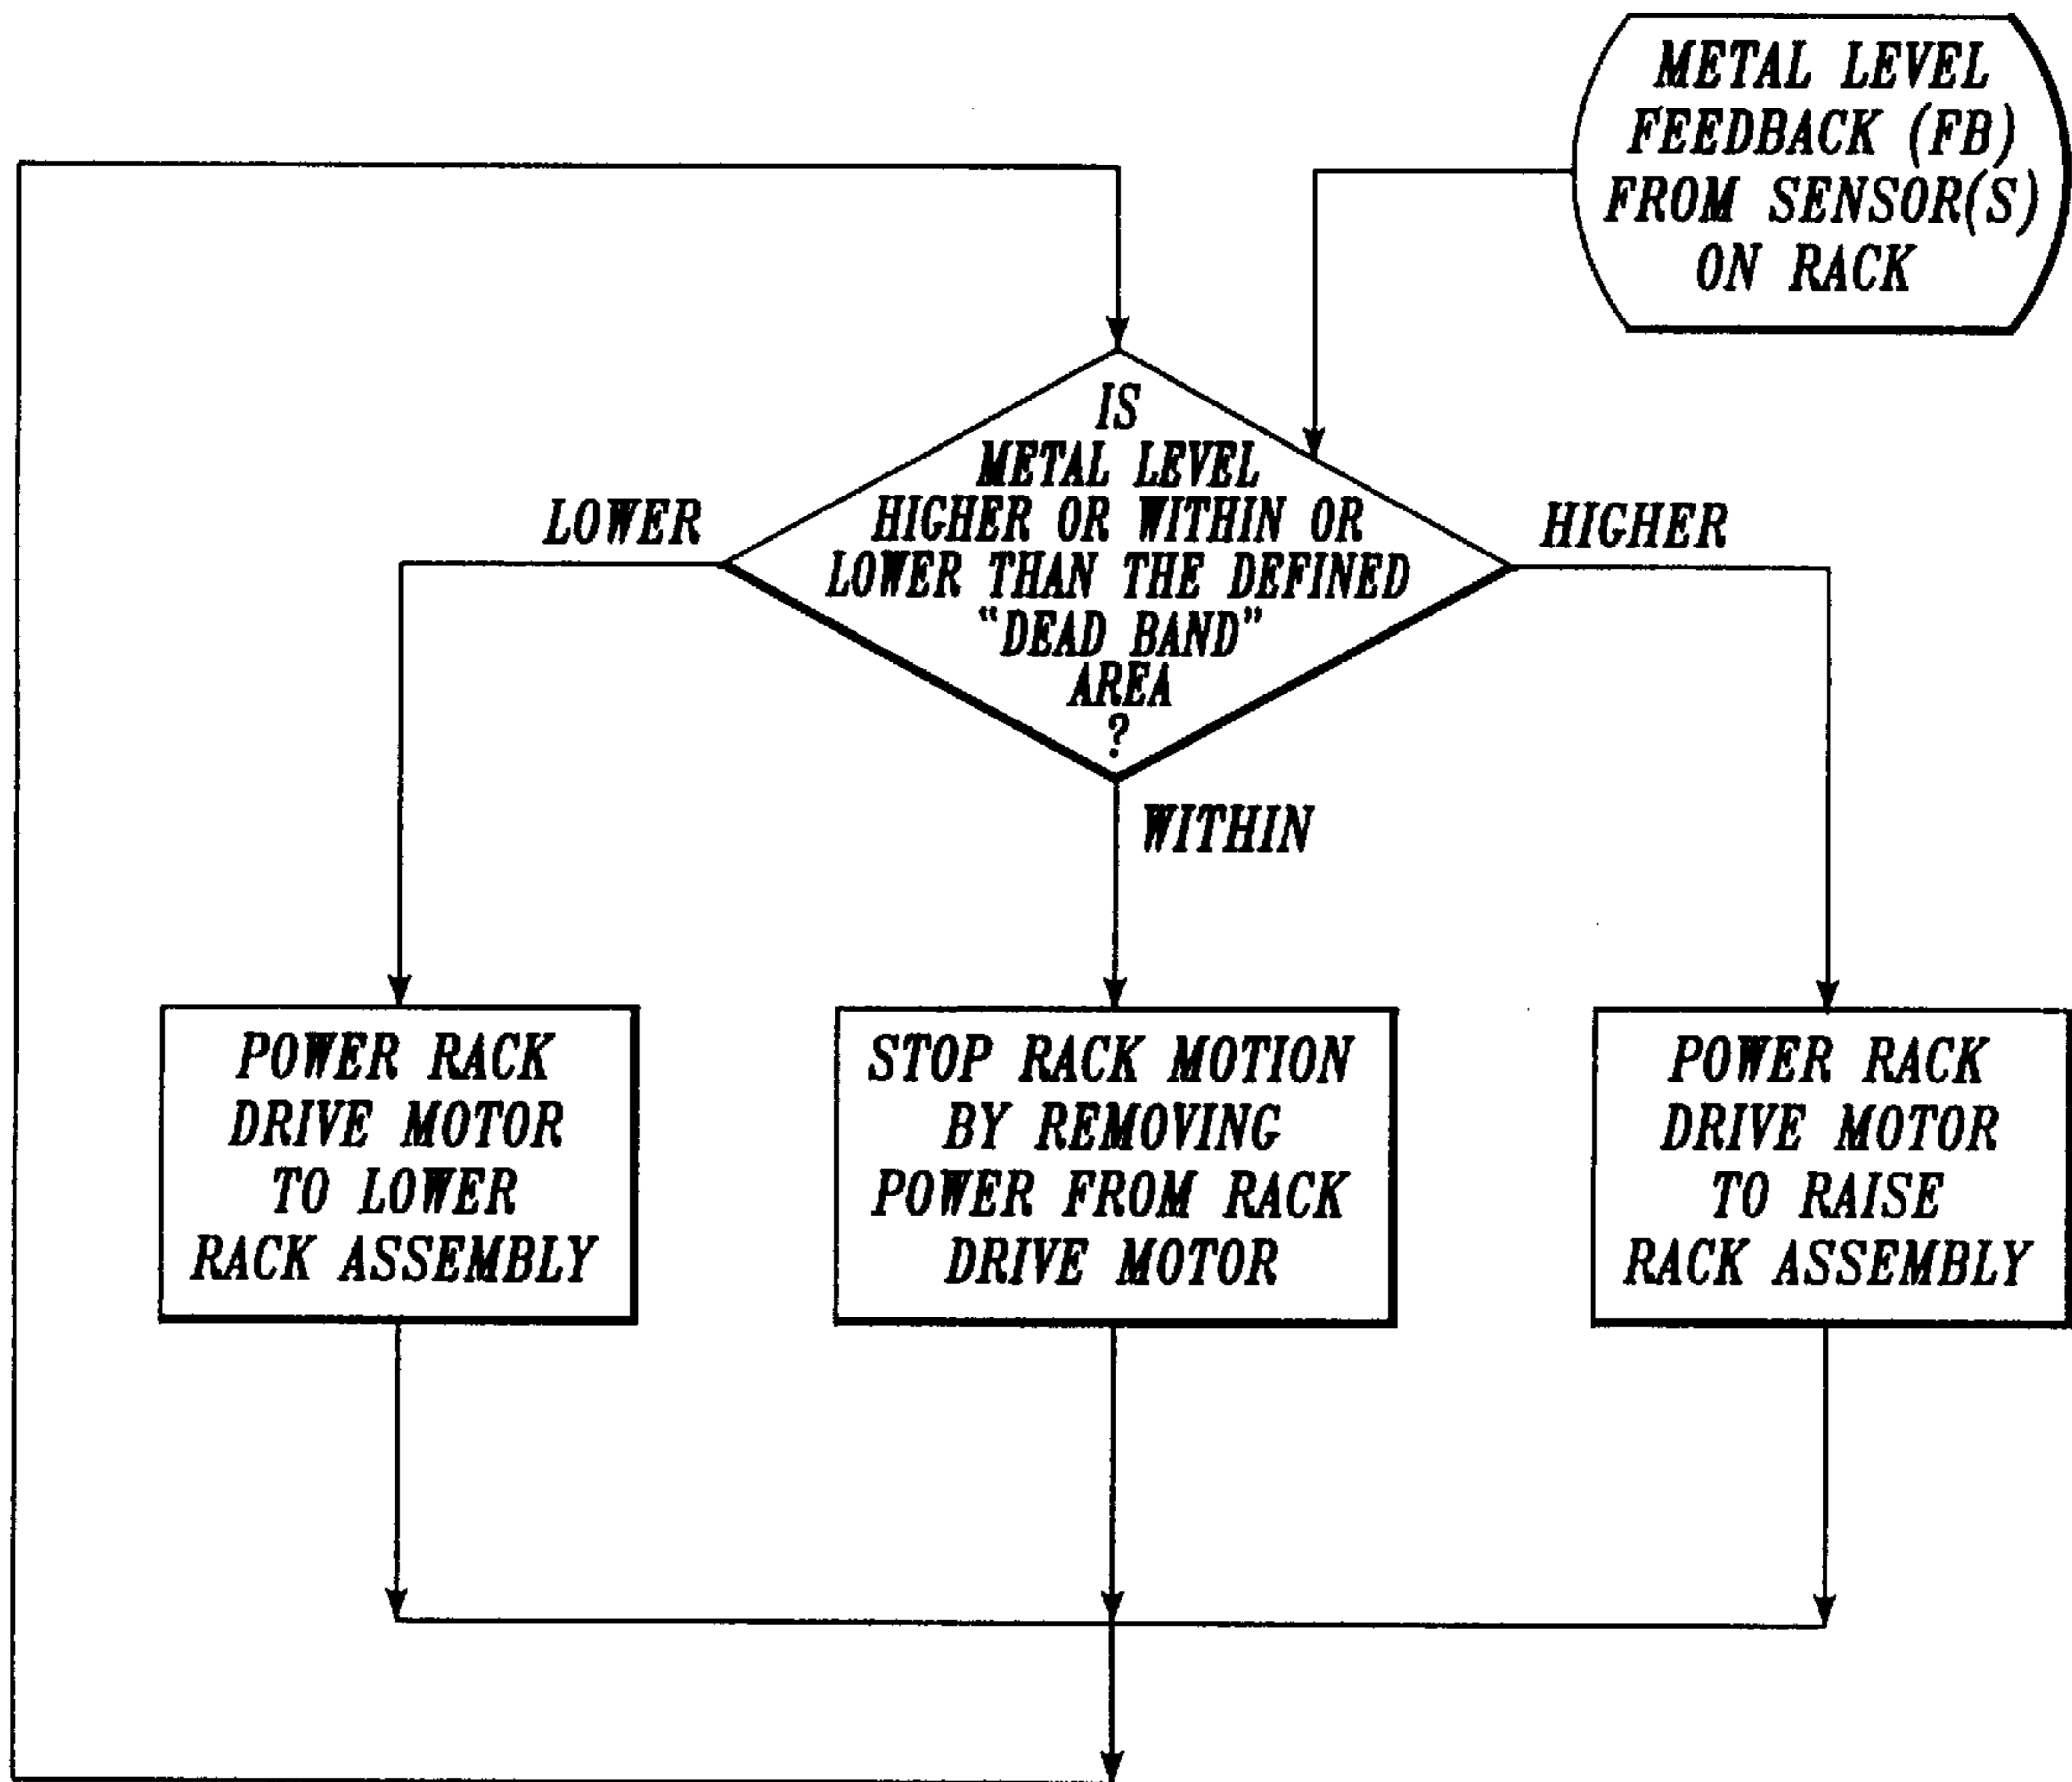 METAL LEVEL
FEEDBACK (FB)
FROM SENSOR(S)
ON RACK
IS
METAL LEVEL
HIGHER OR WITHIN OR
LOWER THAN THE DEFINED
“DEAD BAND”
AREA
?
LOWER
HIGHER
WITHIN
POWER RACK
DRIVE MOTOR
TO LOWER
RACK ASSEMBLY
STOP RACK MOTION
BY REMOVING
POWER FROM RACK
DRIVE MOTOR
POWER RACK
DRIVE MOTOR
TO RAISE
RACK ASSEMBLY